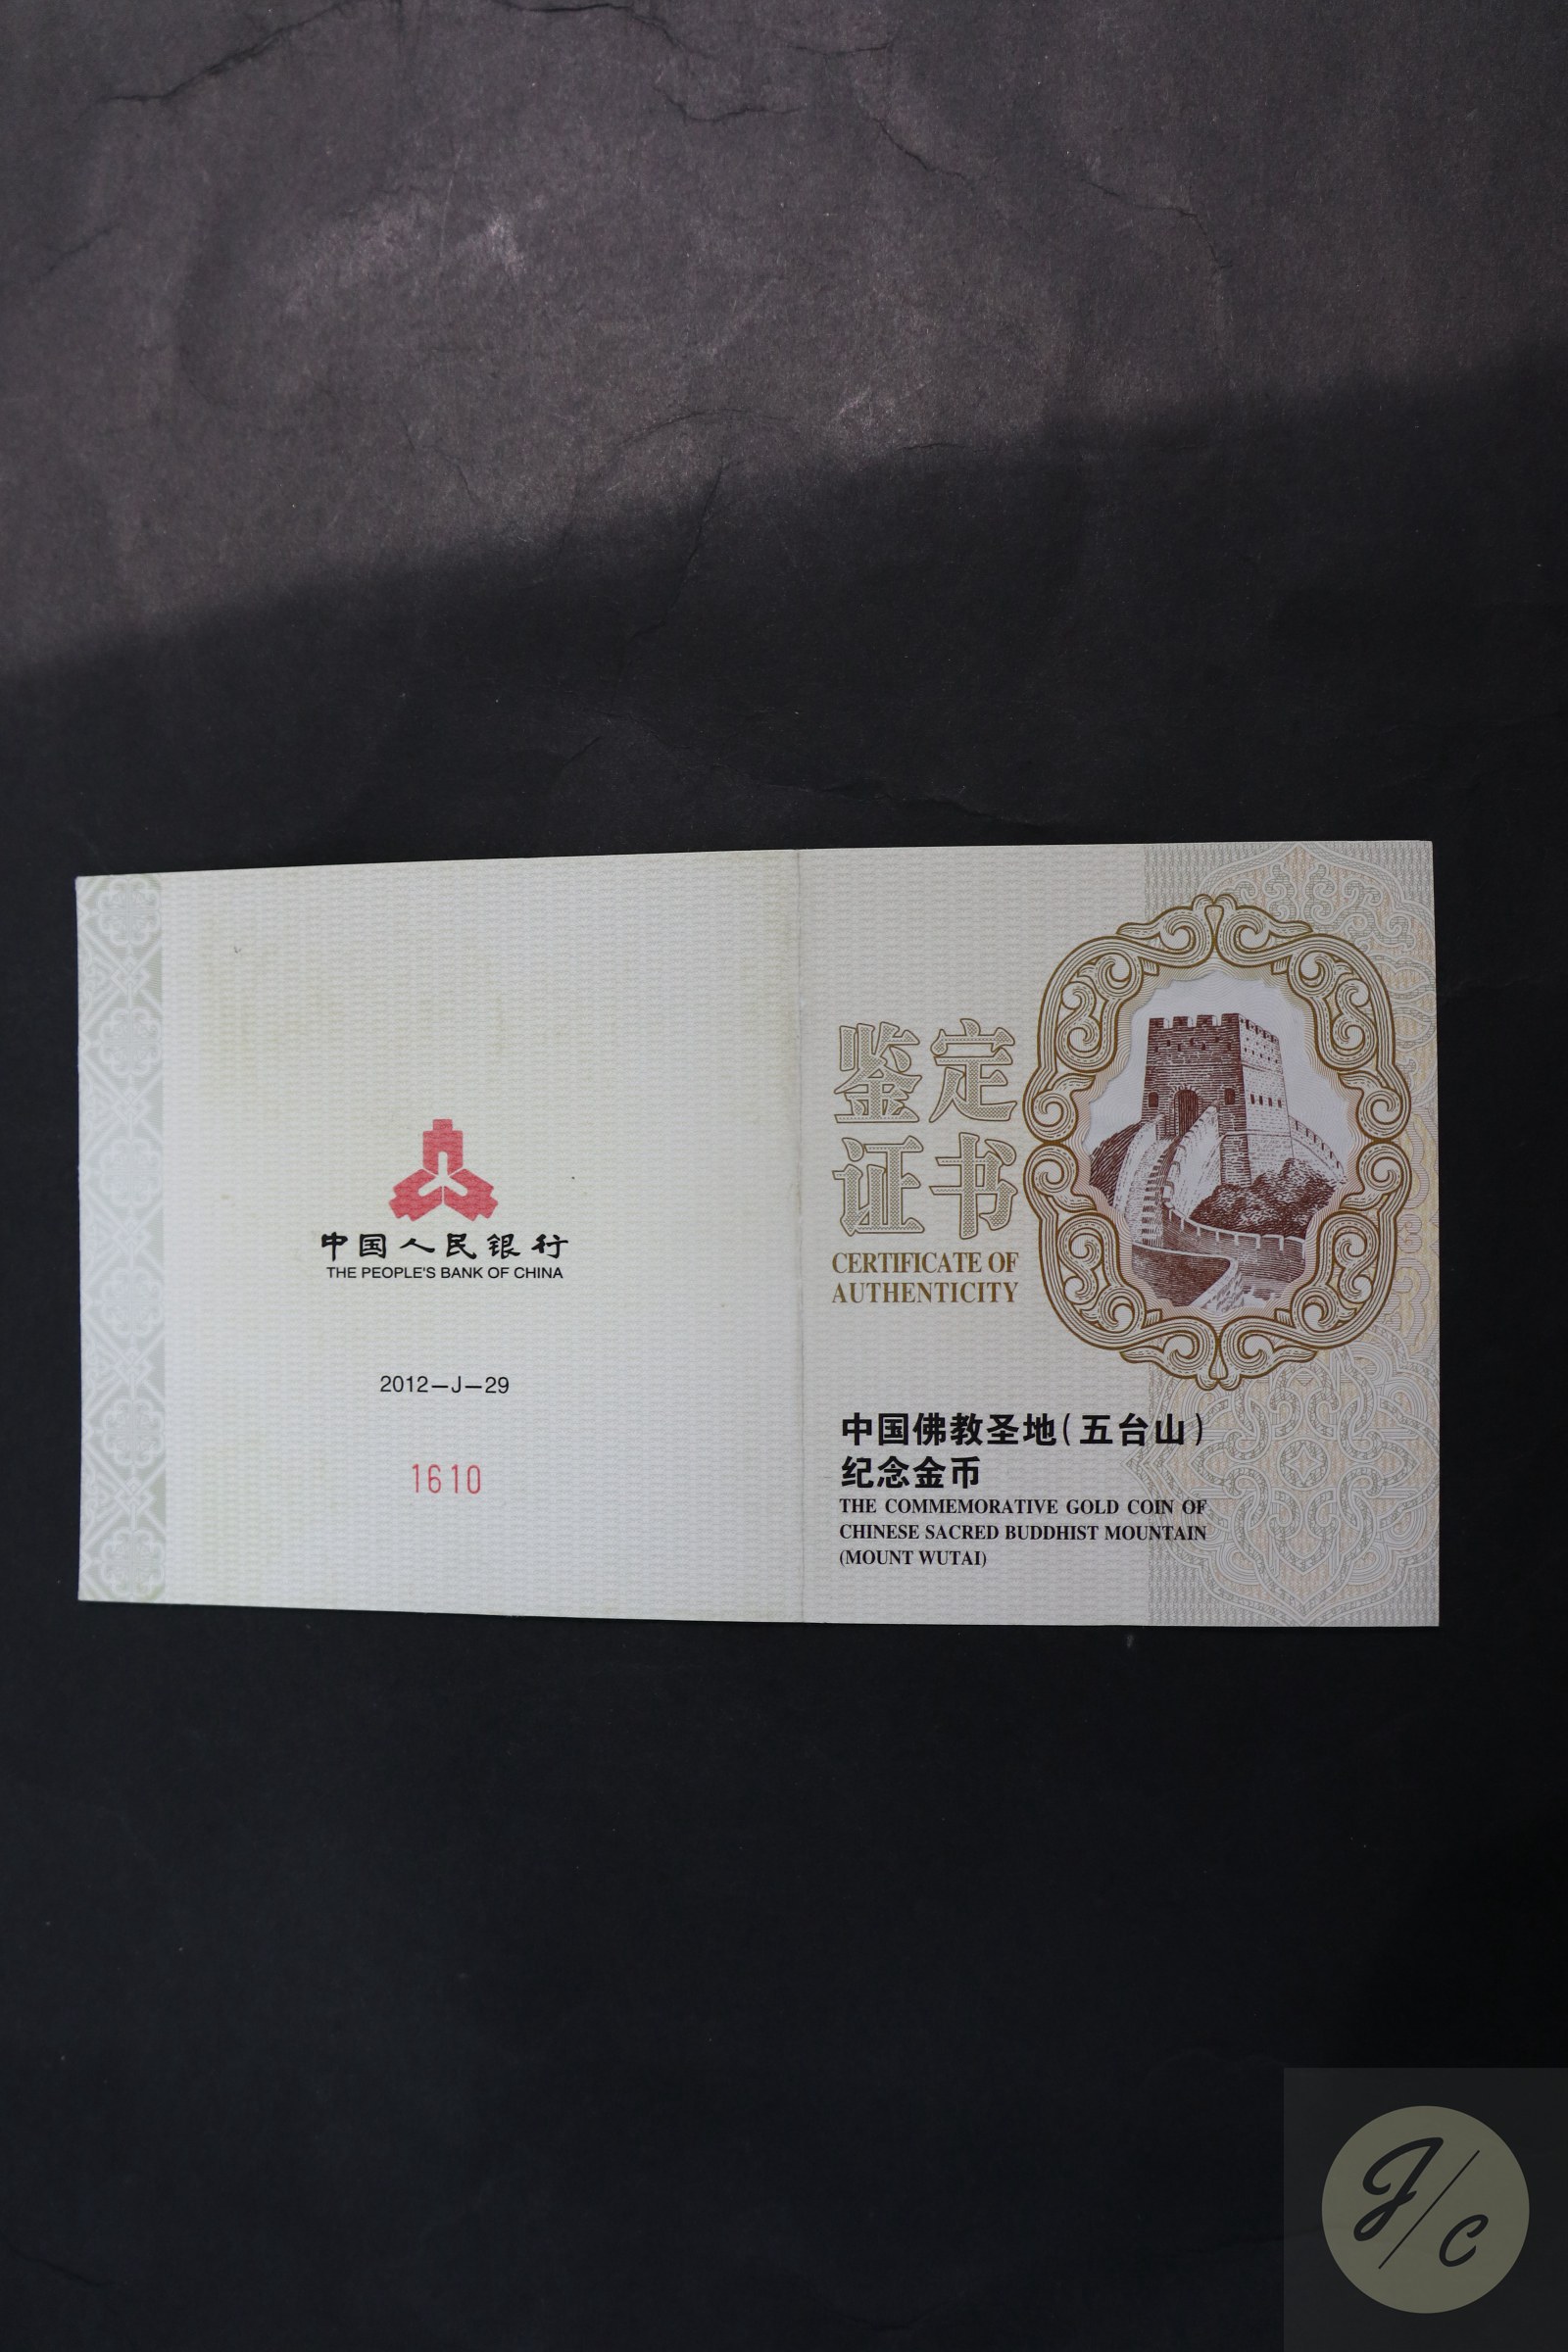 中国人民银行
THE PEOPLE'S BANK OF CHINA
2012—J—29
1610
鉴定
证书
CERTIFICATE OF
AUTHENTICITY
中国佛教圣地(五台山)
纪念金币
THE COMMEMORATIVE GOLD COIN OF
CHINESE SACRED BUDDHIST MOUNTAIN
(MOUNT WUTAI)
J/c